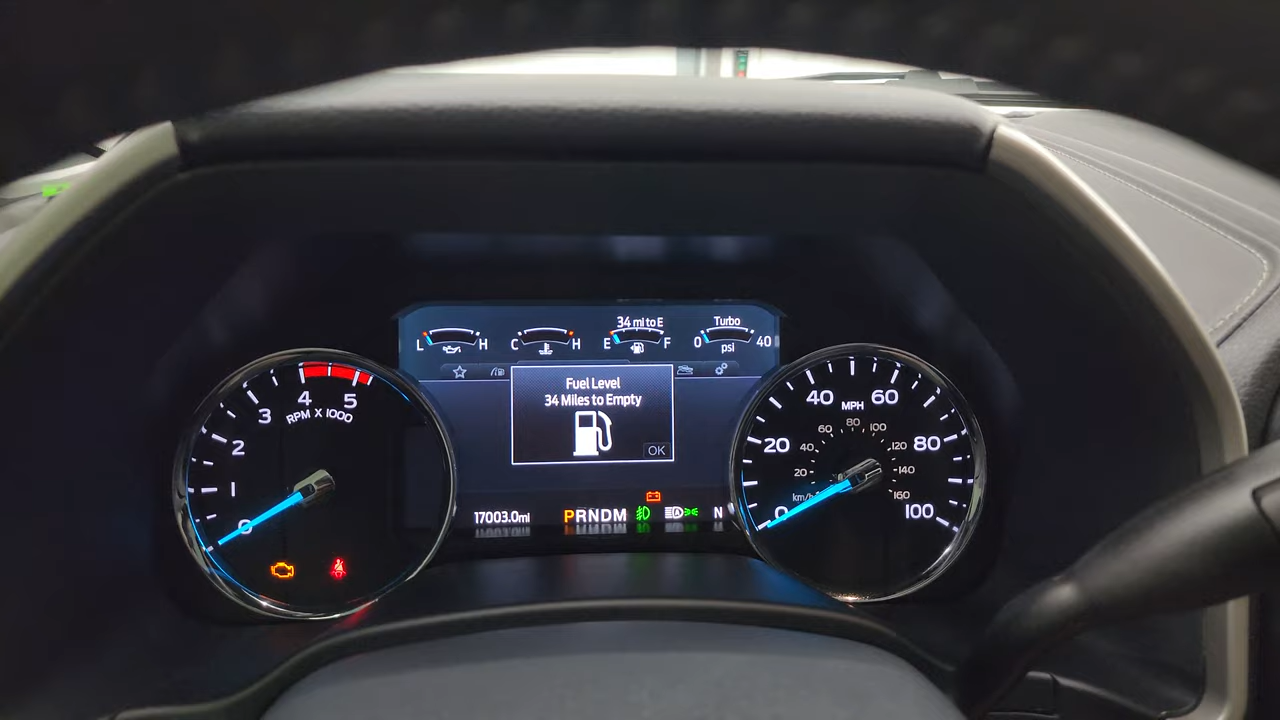 34 mi to E
Turbo
L H
C H
E F
0 40
psi
Fuel Level
34 Miles to Empty
OK
17003.0mi
PRNDM
A
N
0 1 2 3 4 5
RPM X 1000
0 20 40 60 80 100
MPH
20 40 60 80 100 120 140 160
km/h